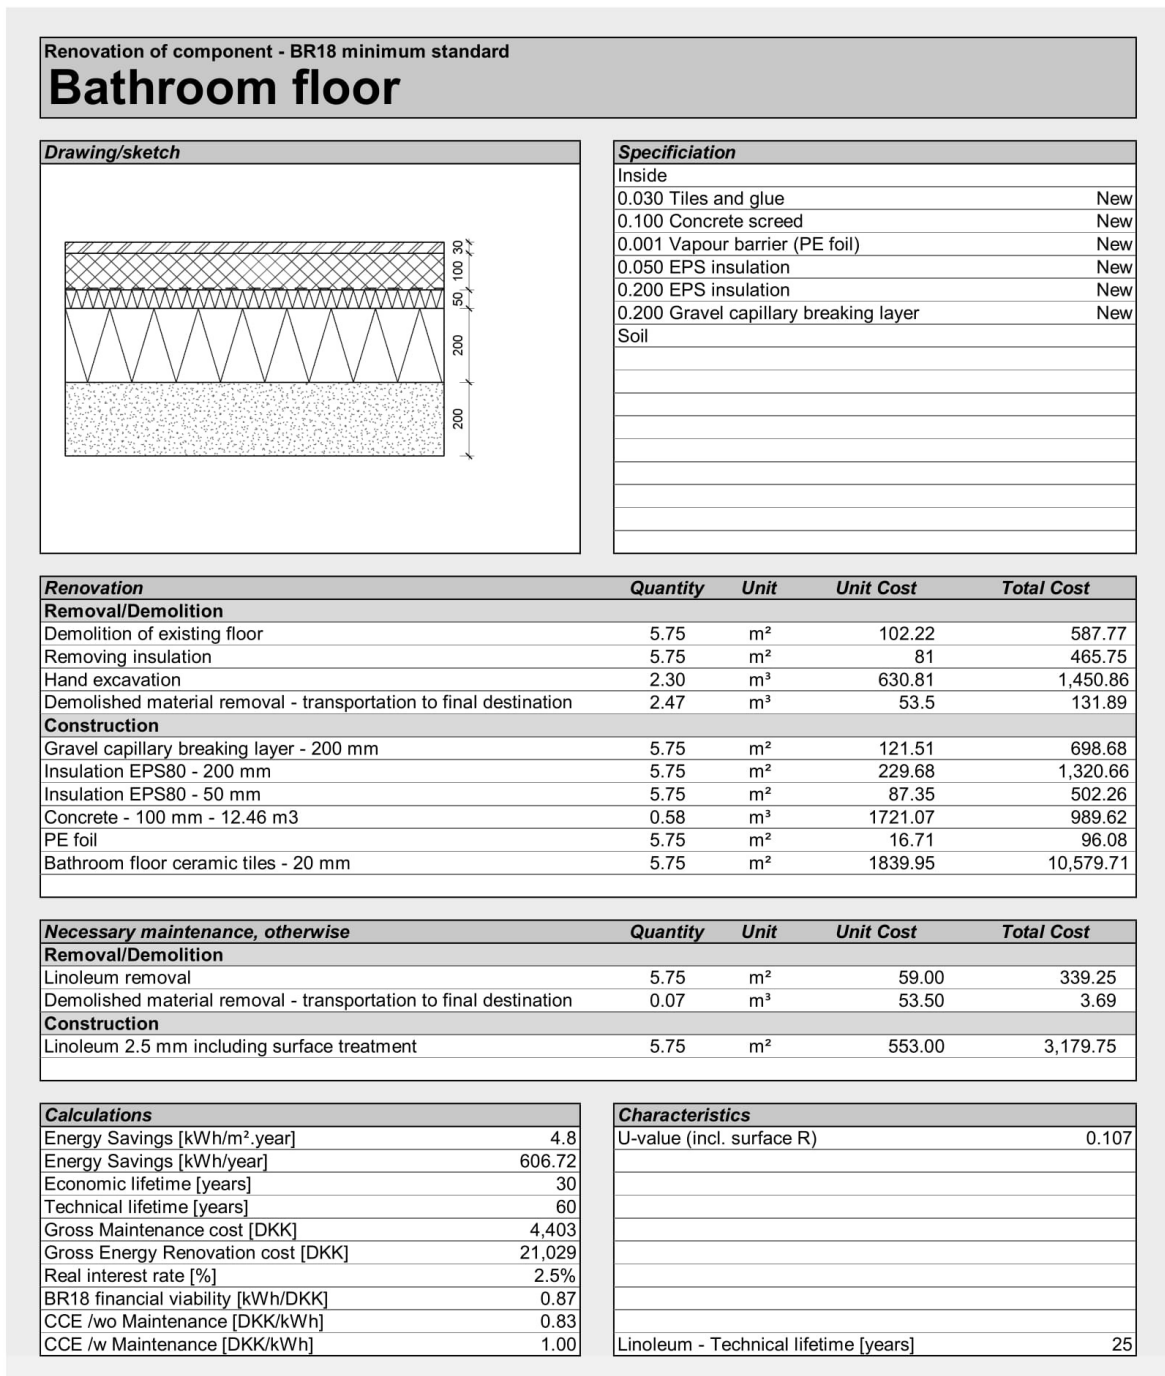 Renovation of component - BR18 minimum standard
Bathroom floor
Drawing/sketch
30
100
50
200
200
Specificiation
Inside
0.030 Tiles and glue New
0.100 Concrete screed New
0.001 Vapour barrier (PE foil) New
0.050 EPS insulation New
0.200 EPS insulation New
0.200 Gravel capillary breaking layer New
Soil
Renovation Quantity Unit Unit Cost Total Cost
Removal/Demolition
Demolition of existing floor 5.75 m² 102.22 587.77
Removing insulation 5.75 m² 81 465.75
Hand excavation 2.30 m³ 630.81 1,450.86
Demolished material removal - transportation to final destination 2.47 m³ 53.5 131.89
Construction
Gravel capillary breaking layer - 200 mm 5.75 m² 121.51 698.68
Insulation EPS80 - 200 mm 5.75 m² 229.68 1,320.66
Insulation EPS80 - 50 mm 5.75 m² 87.35 502.26
Concrete - 100 mm - 12.46 m3 0.58 m³ 1721.07 989.62
PE foil 5.75 m² 16.71 96.08
Bathroom floor ceramic tiles - 20 mm 5.75 m² 1839.95 10,579.71
Necessary maintenance, otherwise Quantity Unit Unit Cost Total Cost
Removal/Demolition
Linoleum removal 5.75 m² 59.00 339.25
Demolished material removal - transportation to final destination 0.07 m³ 53.50 3.69
Construction
Linoleum 2.5 mm including surface treatment 5.75 m² 553.00 3,179.75
Calculations
Energy Savings [kWh/m².year] 4.8
Energy Savings [kWh/year] 606.72
Economic lifetime [years] 30
Technical lifetime [years] 60
Gross Maintenance cost [DKK] 4,403
Gross Energy Renovation cost [DKK] 21,029
Real interest rate [%] 2.5%
BR18 financial viability [kWh/DKK] 0.87
CCE /wo Maintenance [DKK/kWh] 0.83
CCE /w Maintenance [DKK/kWh] 1.00
Characteristics
U-value (incl. surface R) 0.107
Linoleum - Technical lifetime [years] 25